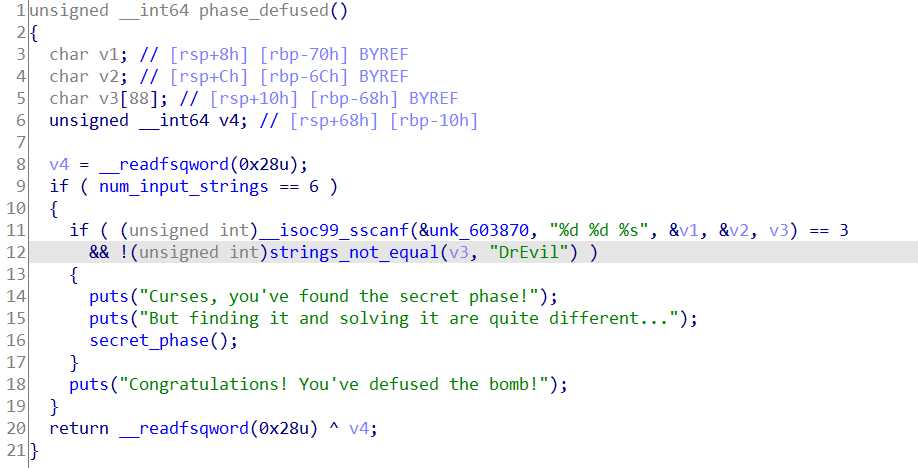 1 unsigned __int64 phase_defused()
2 {
3   char v1; // [rsp+8h] [rbp-70h] BYREF
4   char v2; // [rsp+Ch] [rbp-6Ch] BYREF
5   char v3[88]; // [rsp+10h] [rbp-68h] BYREF
6   unsigned __int64 v4; // [rsp+68h] [rbp-10h]
7
8   v4 = __readfsqword(0x28u);
9   if ( num_input_strings == 6 )
10   {
11     if ( (unsigned int)__isoc99_sscanf(&unk_603870, "%d %d %s", &v1, &v2, v3) == 3
12       && !(unsigned int)strings_not_equal(v3, "DrEvil") )
13     {
14       puts("Curses, you've found the secret phase!");
15       puts("But finding it and solving it are quite different...");
16       secret_phase();
17     }
18     puts("Congratulations! You've defused the bomb!");
19   }
20   return __readfsqword(0x28u) ^ v4;
21 }